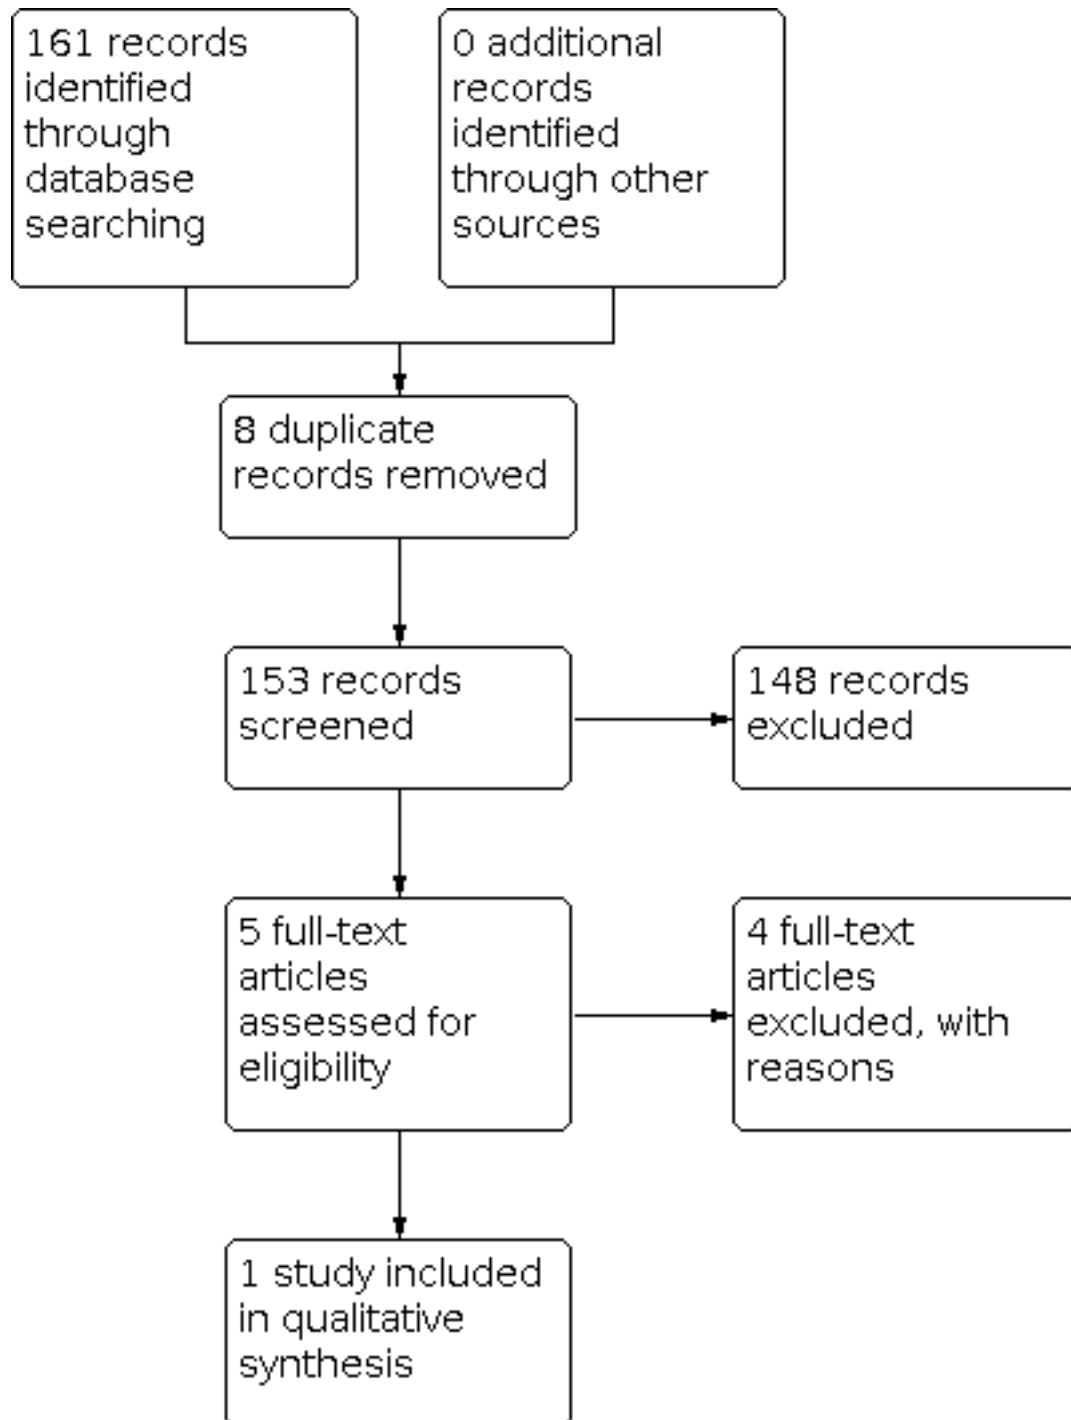 161 records
identified
through
database
searching
0 additional
records
identified
through other
sources
8 duplicate
records removed
153 records
screened
148 records
excluded
5 full-text
articles
assessed for
eligibility
4 full-text
articles
excluded, with
reasons
1 study included
in qualitative
synthesis